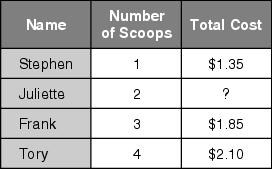 Name Number of Scoops Total Cost
Stephen 1 $1.35
Juliette 2 ?
Frank 3 $1.85
Tory 4 $2.10